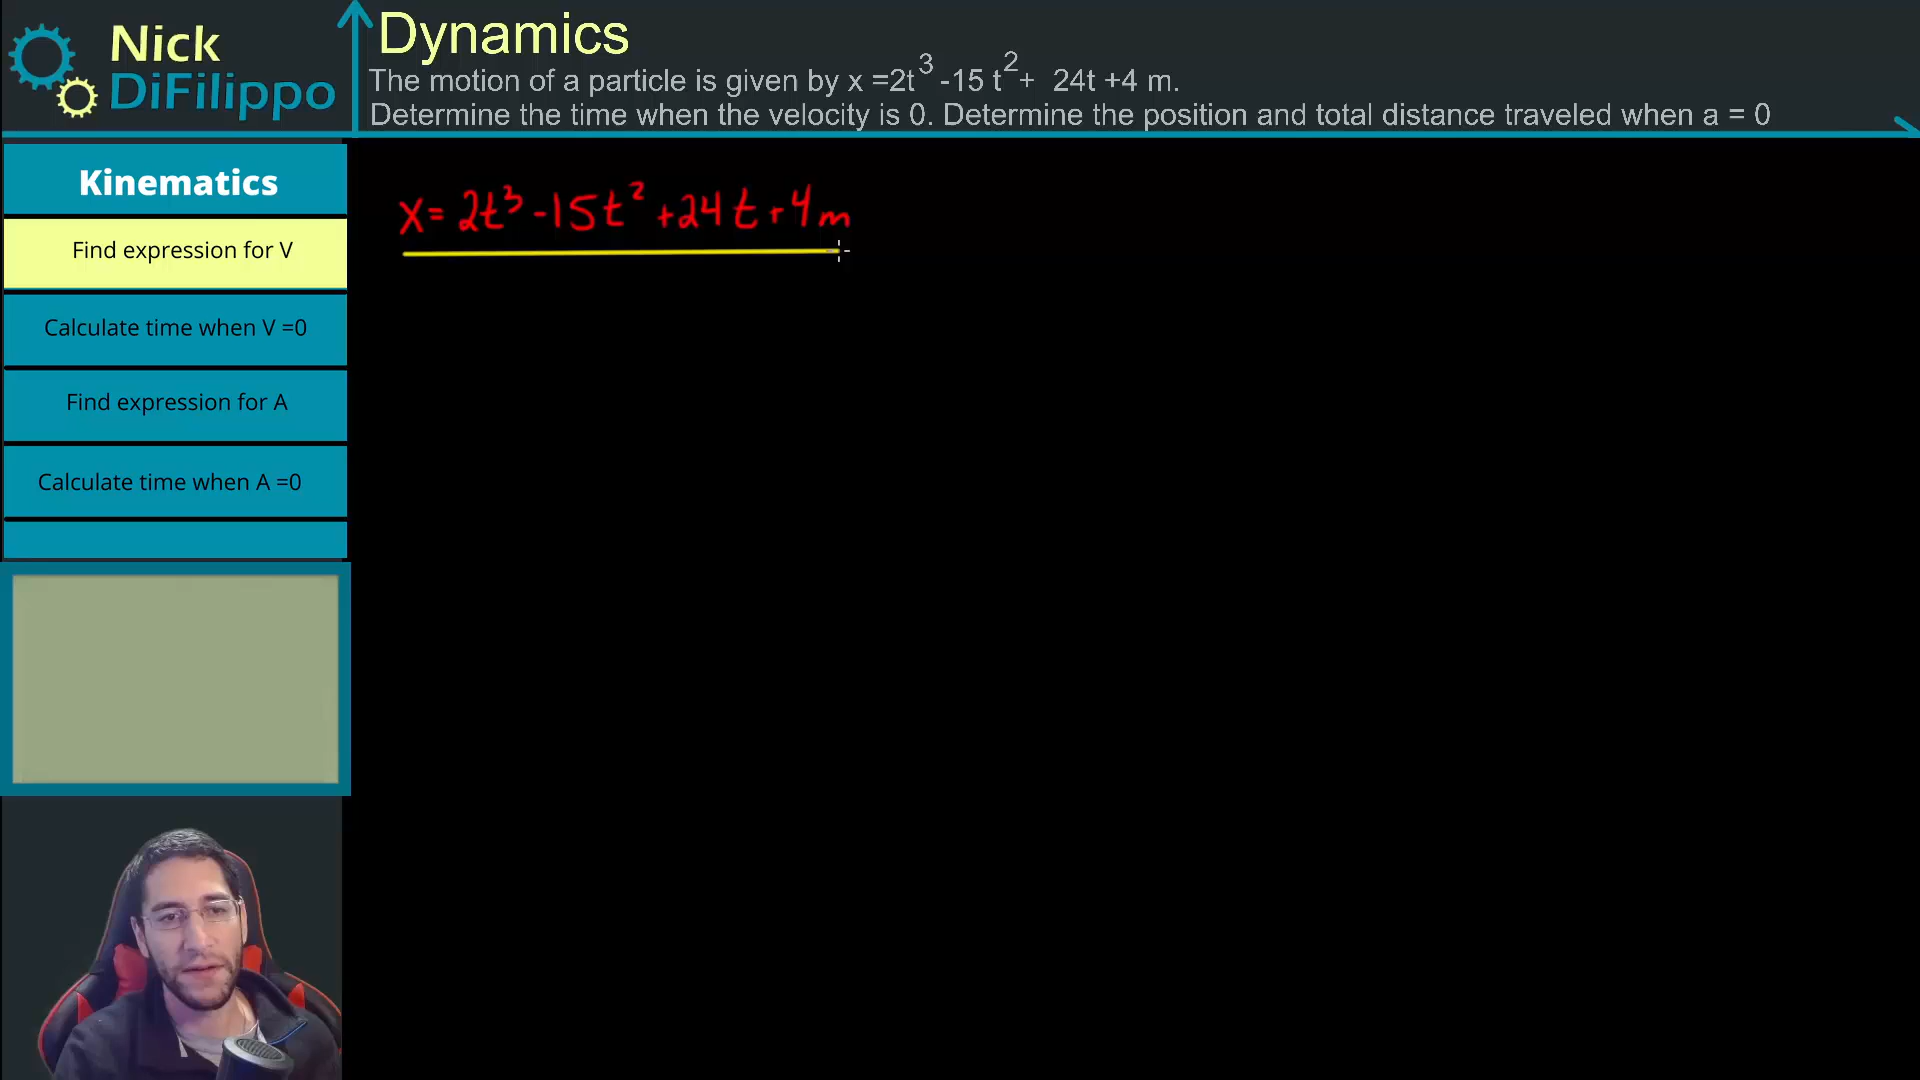 Nick
DiFilippo
Dynamics
The motion of a particle is given by x =2t³ -15 t²+ 24t +4 m.
Determine the time when the velocity is 0. Determine the position and total distance traveled when a = 0
Kinematics
Find expression for V
Calculate time when V =0
Find expression for A
Calculate time when A =0
x= 2t³ -15t² +24t+4m